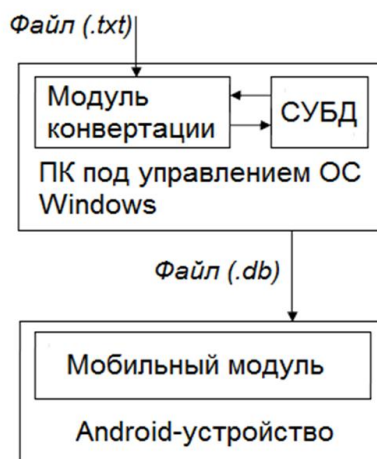 Файл (.txt)
Модуль
конвертации
СУБД
ПК под управлением ОС
Windows
Файл (.db)
Мобильный модуль
Android-устройство